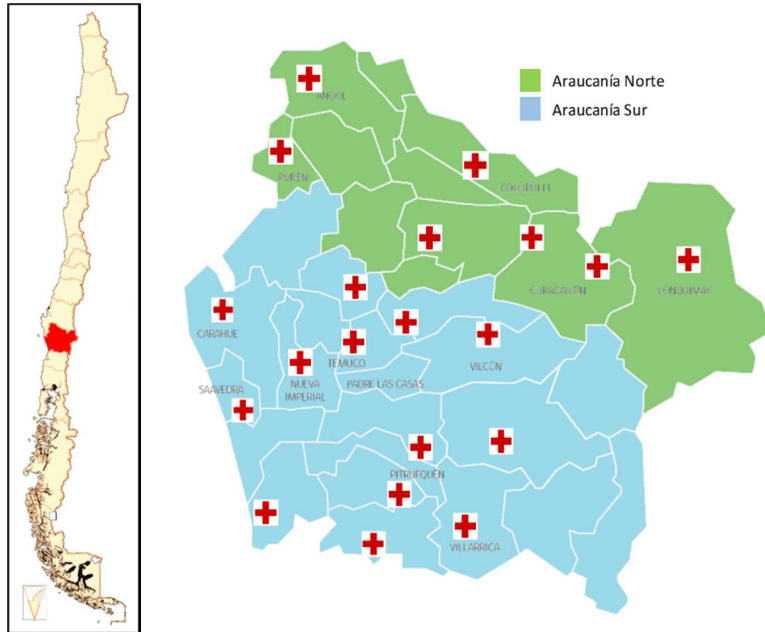 Araucanía Norte
Araucanía Sur
ANGOL
PURÉN
COLLIPULLI
CURACAUTÍN
LONQUIMAY
CARAHUE
TEMUCO
VILCÚN
SAAVEDRA
NUEVA
IMPERIAL
PADRE LAS CASAS
PITRUFQUÉN
VILLARRICA